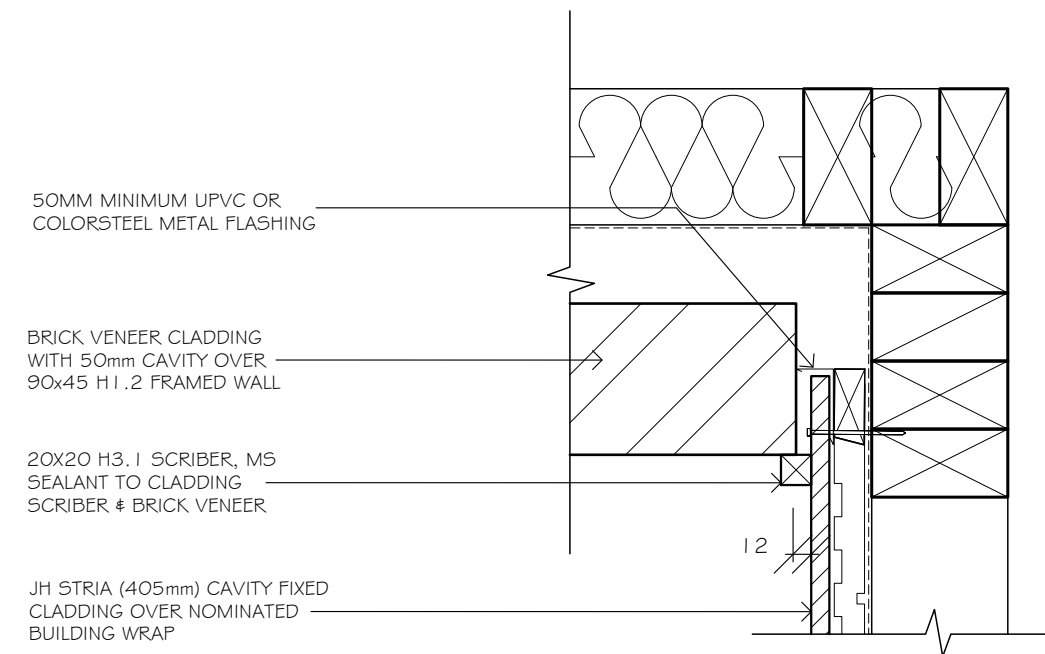 50MM MINIMUM UPVC OR
COLORSTEEL METAL FLASHING
BRICK VENEER CLADDING
WITH 50mm CAVITY OVER
90x45 H1.2 FRAMED WALL
20X20 H3.1 SCRIBER, MS
SEALANT TO CLADDING
SCRIBER & BRICK VENEER
12
JH STRIA (405mm) CAVITY FIXED
CLADDING OVER NOMINATED
BUILDING WRAP